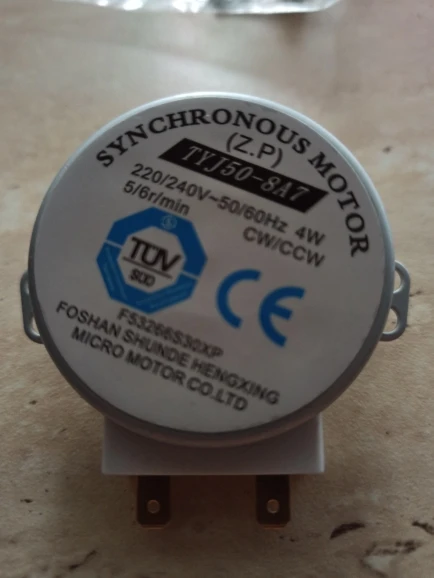 SYNCHRONOUS MOTOR
(Z.P)
TYJ50-8A7
220/240V~50/60Hz 4W
5/6r/min CW/CCW
TÜV
SÜD
CE
F53266S30XP
FOSHAN SHUNDE HENGXING
MICRO MOTOR.CO.LTD